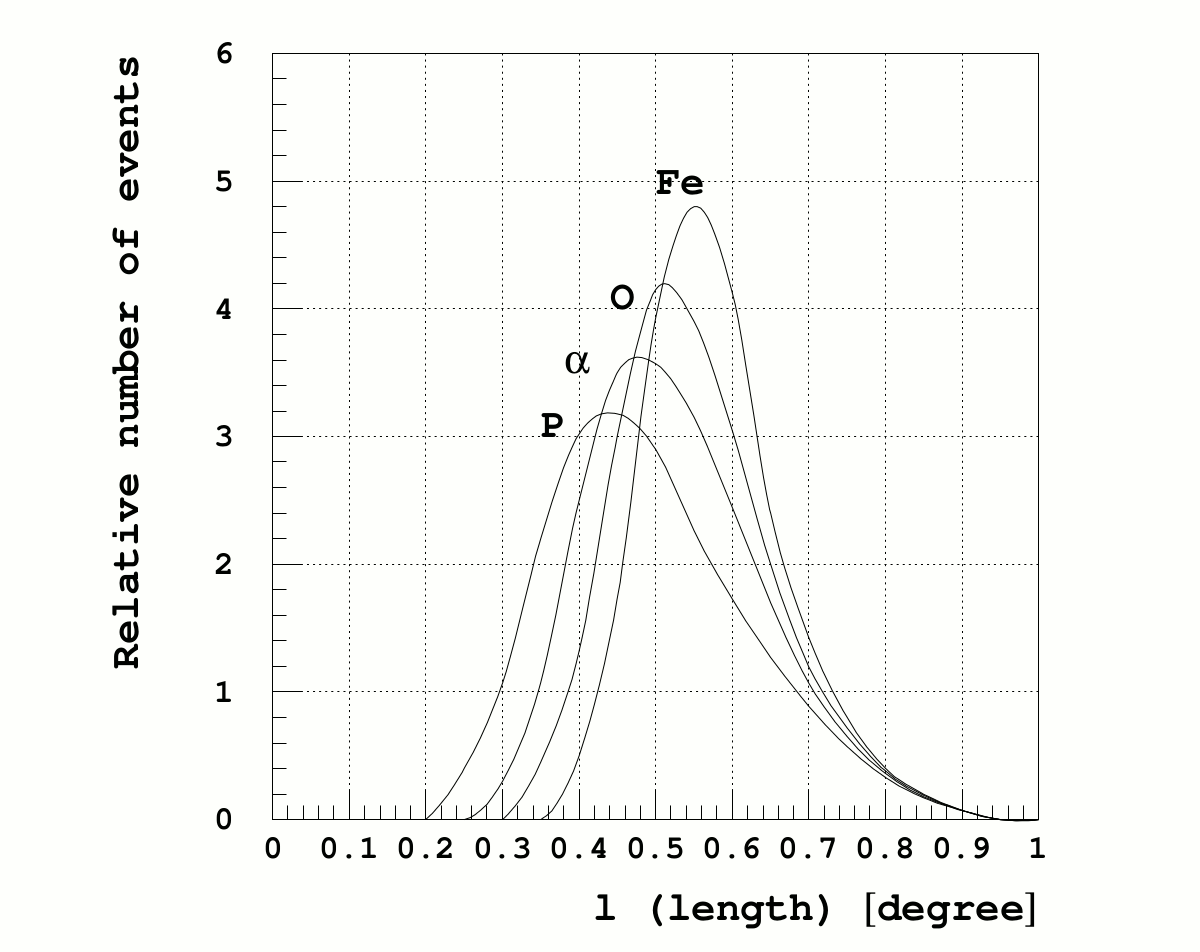 Relative number of events
6
5
4
3
2
1
0
Fe
O
α
P
0 0.1 0.2 0.3 0.4 0.5 0.6 0.7 0.8 0.9 1
l (length) [degree]